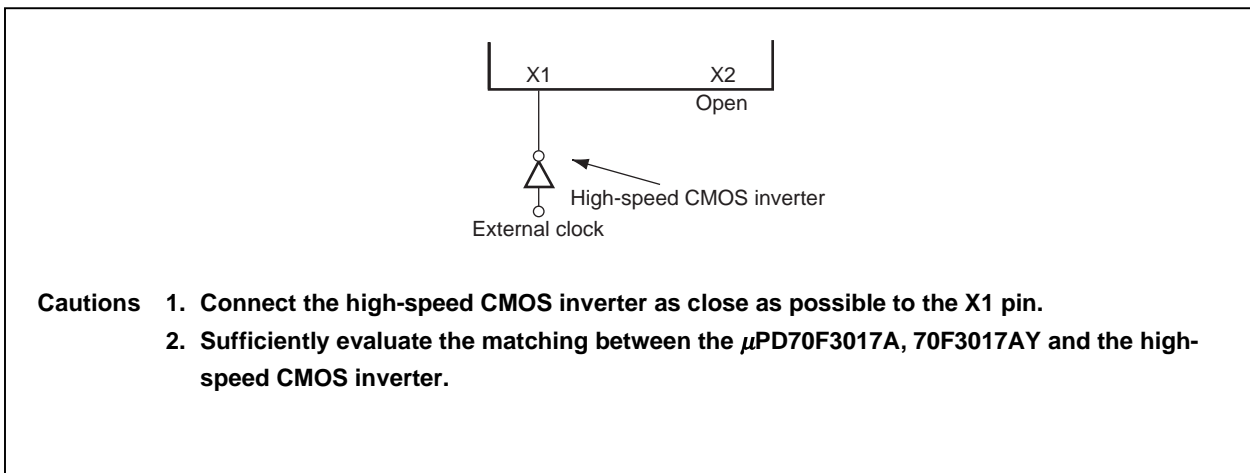 X1 X2
Open
High-speed CMOS inverter
External clock
Cautions 1. Connect the high-speed CMOS inverter as close as possible to the X1 pin.
2. Sufficiently evaluate the matching between the μPD70F3017A, 70F3017AY and the high-
speed CMOS inverter.